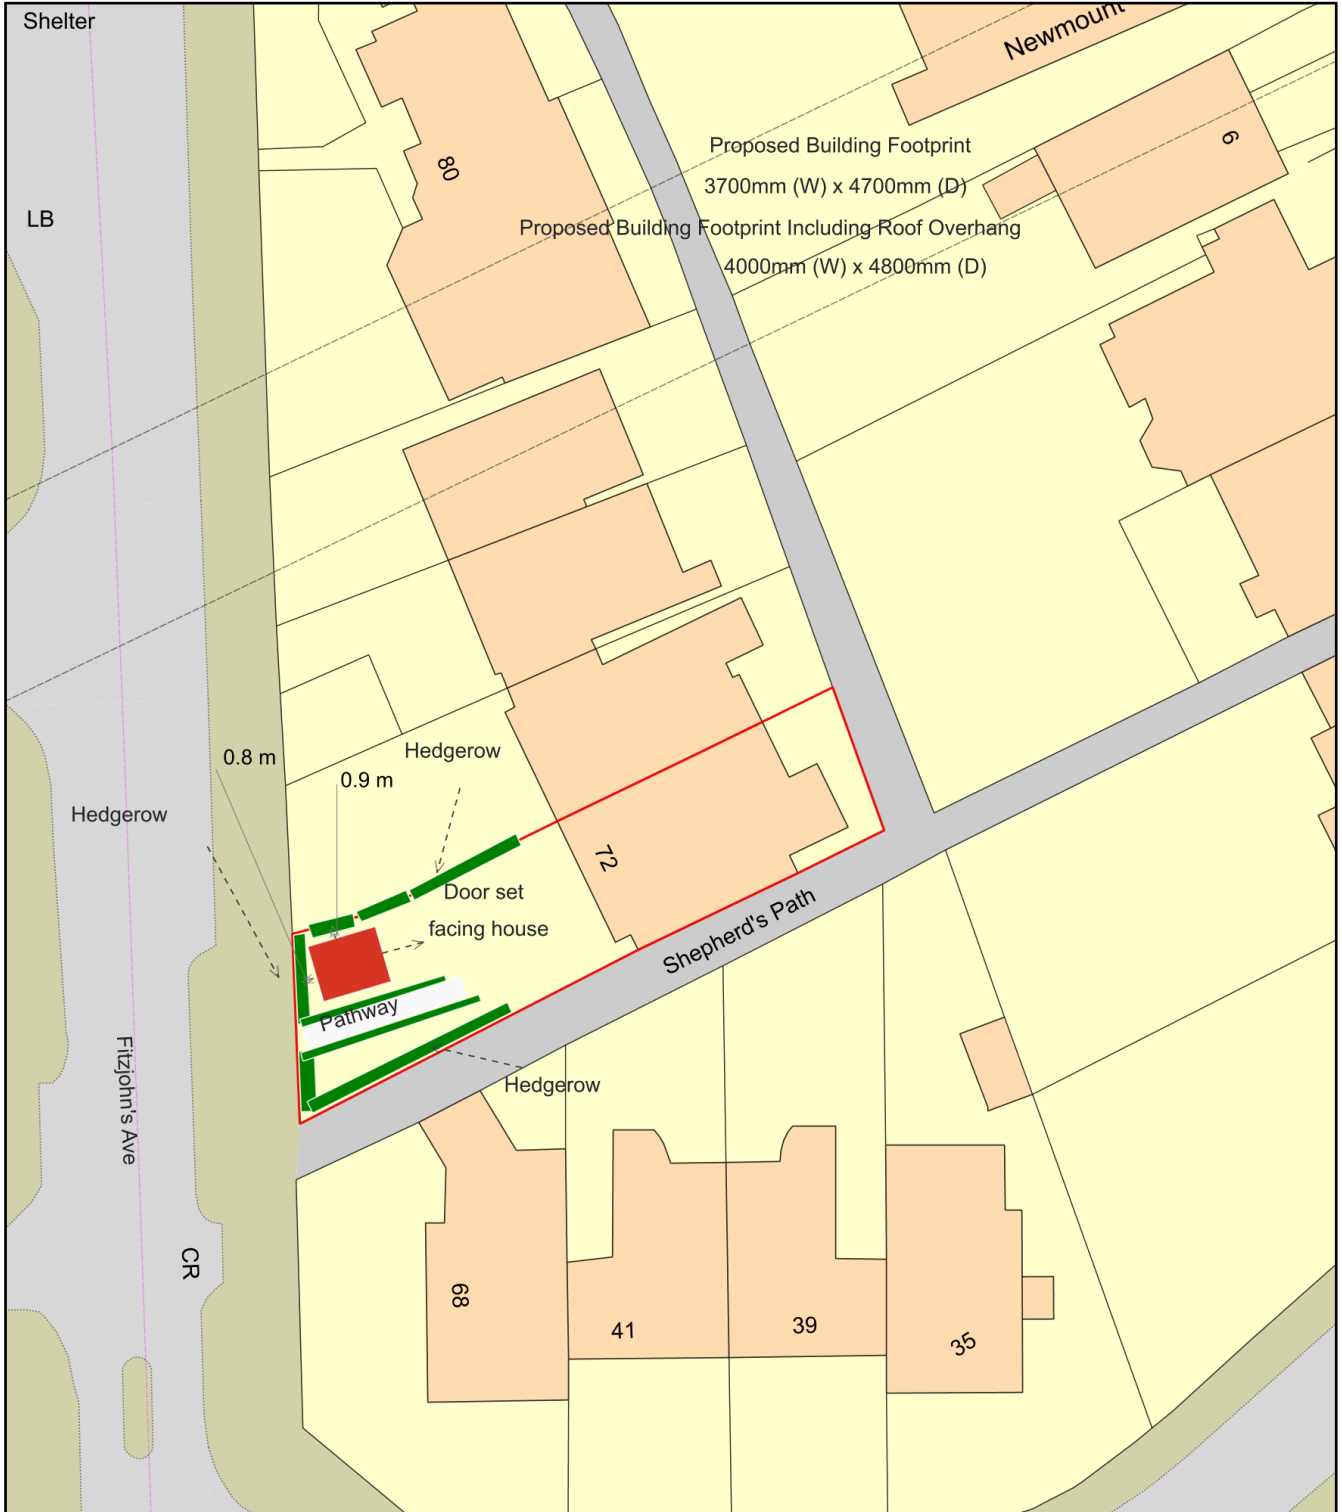 Shelter
Newmount
80
6
Proposed Building Footprint
3700mm (W) x 4700mm (D)
LB
Proposed Building Footprint Including Roof Overhang
4000mm (W) x 4800mm (D)
0.8 m
Hedgerow
0.9 m
Hedgerow
72
Door set
facing house
Shepherd's Path
Pathway
Fitzjohn's Ave
Hedgerow
CR
68
41
39
35